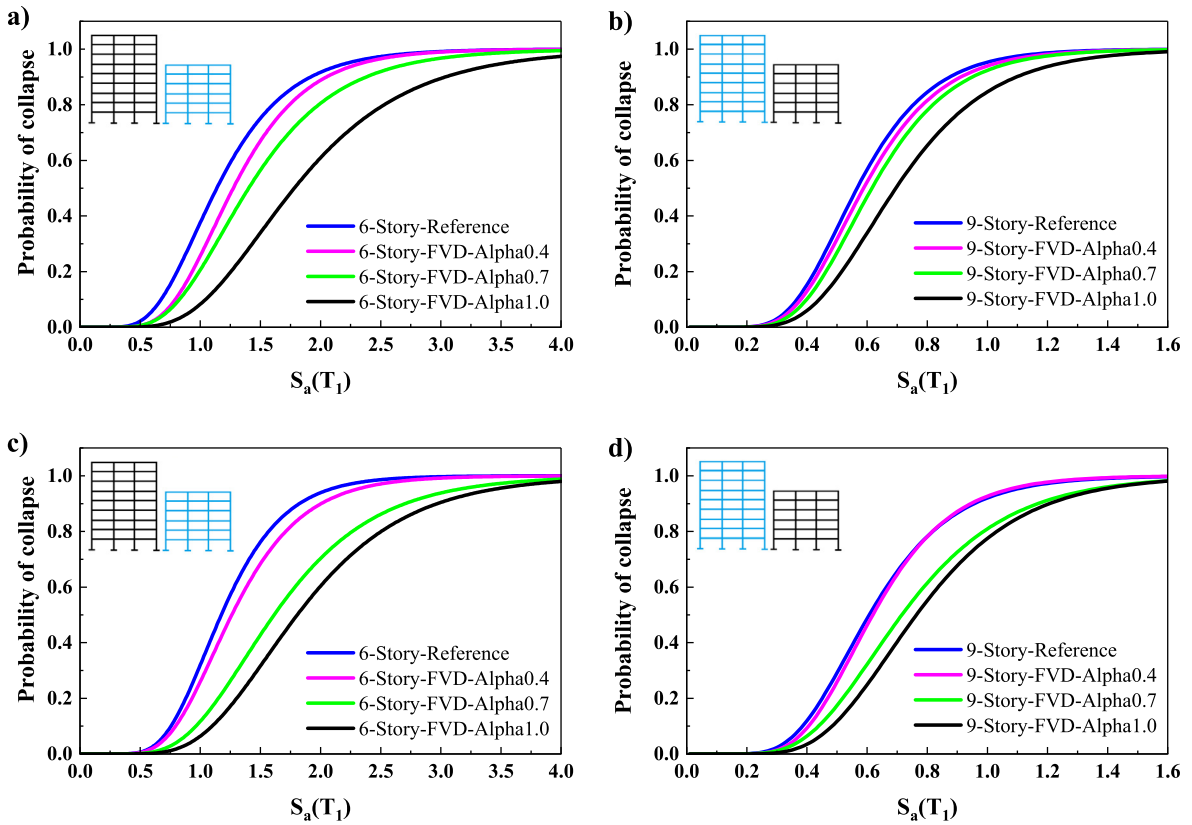 a)
Probability of collapse
1.0
0.8
0.6
0.4
0.2
0.0
6-Story-Reference
6-Story-FVD-Alpha0.4
6-Story-FVD-Alpha0.7
6-Story-FVD-Alpha1.0
0.0 0.5 1.0 1.5 2.0 2.5 3.0 3.5 4.0
Sa(T1)
b)
Probability of collapse
1.0
0.8
0.6
0.4
0.2
0.0
9-Story-Reference
9-Story-FVD-Alpha0.4
9-Story-FVD-Alpha0.7
9-Story-FVD-Alpha1.0
0.0 0.2 0.4 0.6 0.8 1.0 1.2 1.4 1.6
Sa(T1)
c)
Probability of collapse
1.0
0.8
0.6
0.4
0.2
0.0
6-Story-Reference
6-Story-FVD-Alpha0.4
6-Story-FVD-Alpha0.7
6-Story-FVD-Alpha1.0
0.0 0.5 1.0 1.5 2.0 2.5 3.0 3.5 4.0
Sa(T1)
d)
Probability of collapse
1.0
0.8
0.6
0.4
0.2
0.0
9-Story-Reference
9-Story-FVD-Alpha0.4
9-Story-FVD-Alpha0.7
9-Story-FVD-Alpha1.0
0.0 0.2 0.4 0.6 0.8 1.0 1.2 1.4 1.6
Sa(T1)